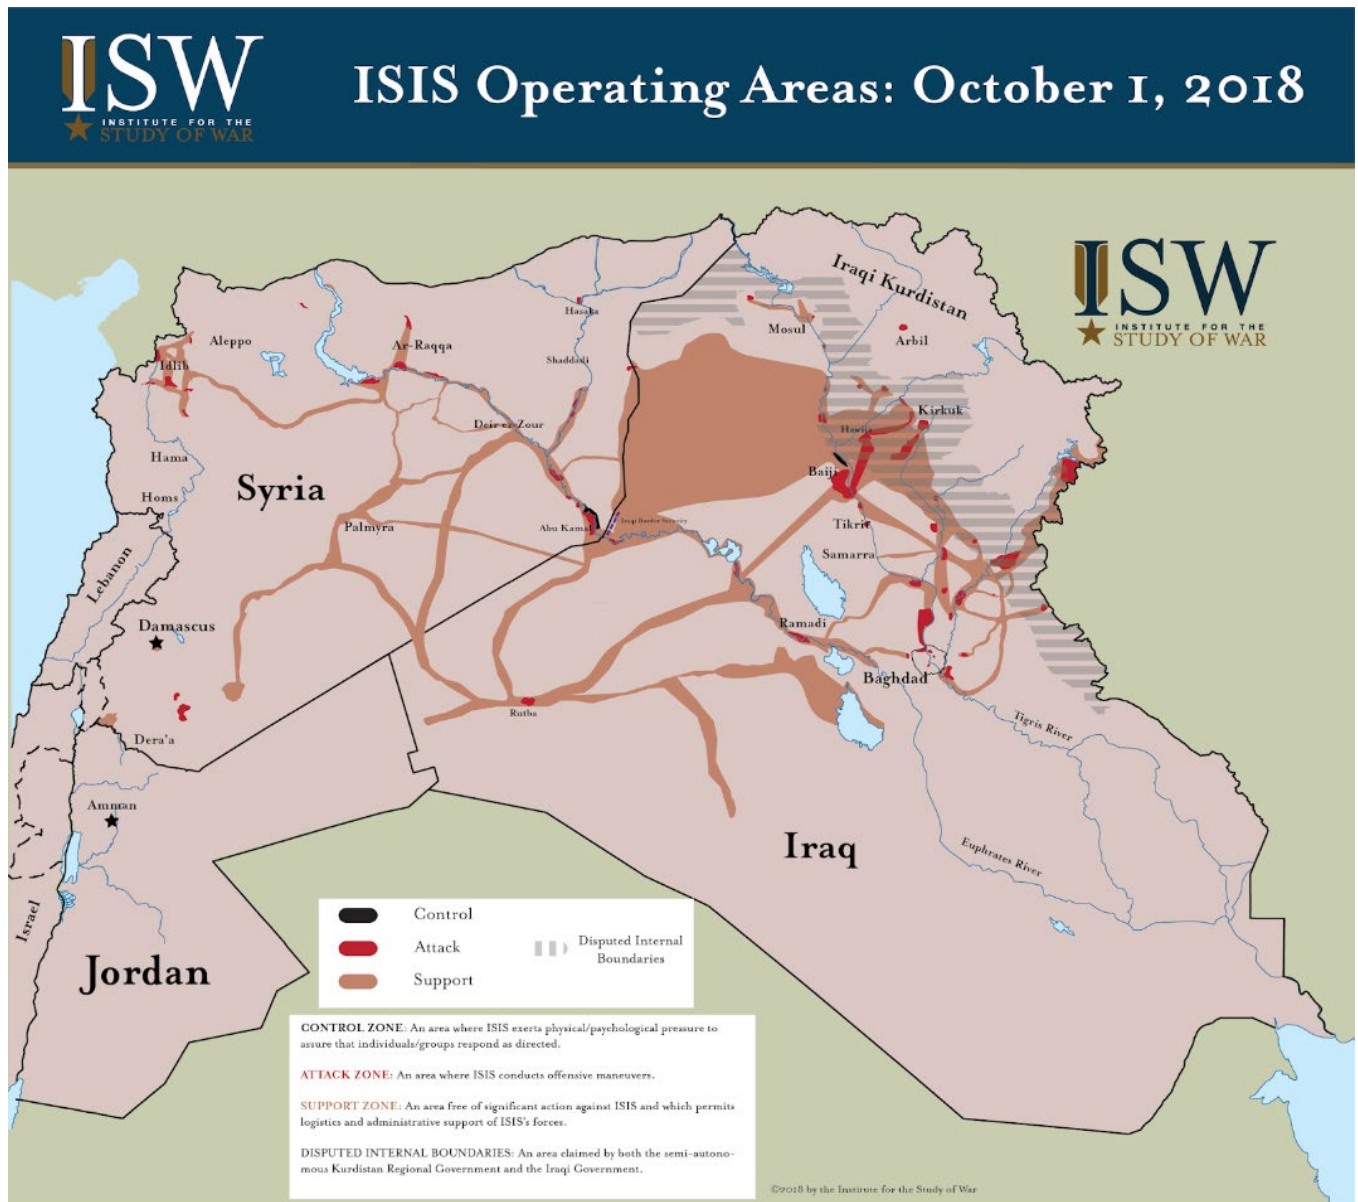 ISW
INSTITUTE FOR THE
STUDY OF WAR
ISIS Operating Areas: October 1, 2018
ISW
INSTITUTE FOR THE
STUDY OF WAR
Iraqi Kurdistan
Mosul
Arbil
Hasaka
Aleppo
Ar-Raqqa
Shaddadi
Idlib
Kirkuk
Hawija
Deir ez-Zour
Hama
Baiji
Syria
Homs
Palmyra
Abu Kamal
Iraqi Border Security
Tikrit
Samarra
Lebanon
Damascus
Ramadi
Baghdad
Rutba
Tigris River
Dera'a
Amman
Iraq
Euphrates River
Israel
Jordan
Control
Attack
Support
Disputed Internal
Boundaries
CONTROL ZONE: An area where ISIS exerts physical/psychological pressure to
assure that individuals/groups respond as directed.
ATTACK ZONE: An area where ISIS conducts offensive maneuvers.
SUPPORT ZONE: An area free of significant action against ISIS and which permits
logistics and administrative support of ISIS's forces.
DISPUTED INTERNAL BOUNDARIES: An area claimed by both the semi-autono-
mous Kurdistan Regional Government and the Iraqi Government.
©2018 by the Institute for the Study of War